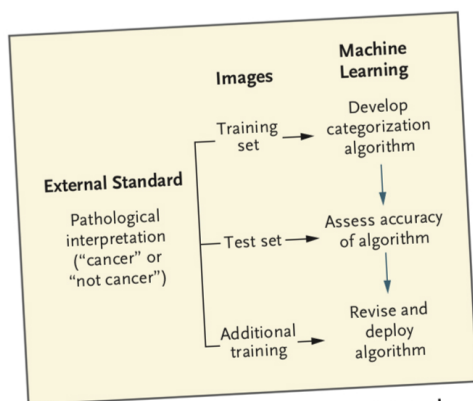 Images
Machine
Learning
Training
set
Develop
categorization
algorithm
External Standard
Pathological
interpretation
("cancer" or
"not cancer")
Test set
Assess accuracy
of algorithm
Additional
training
Revise and
deploy
algorithm